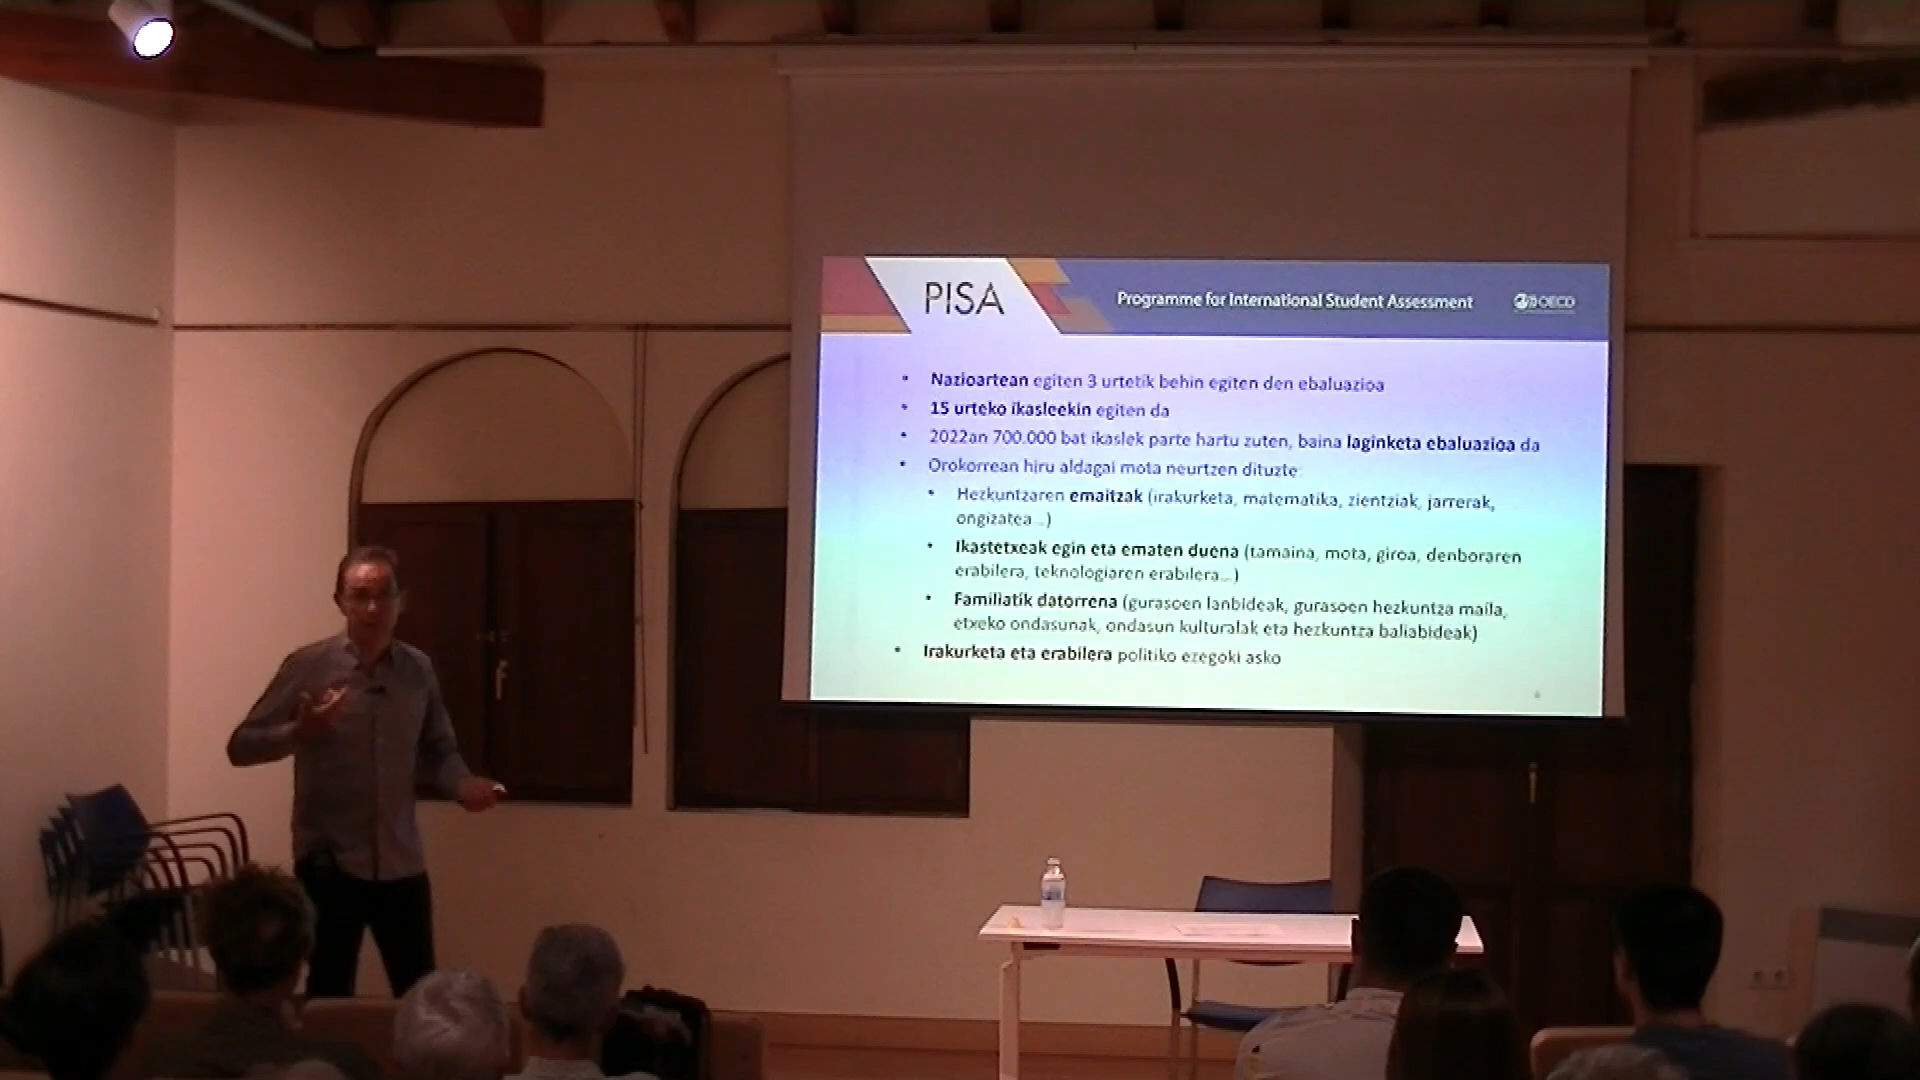 PISA
Programme for International Student Assessment
OECD
• Nazioartean egiten 3 urtetik behin egiten den ebaluazioa
• 15 urteko ikasleekin egiten da
• 2022an 700.000 bat ikaslek parte hartu zuten, baina laginketa ebaluazioa da
• Orokorrean hiru aldagai mota neurtzen dituzte:
• Hezkuntzaren emaitzak (irakurketa, matematika, zientziak, jarrerak,
ongizatea...)
• Ikastetxeak egin eta ematen duena (tamaina, mota, giroa, denboraren
erabilera, teknologiaren erabilera...)
• Familiatik datorrena (gurasoen lanbideak, gurasoen hezkuntza maila,
etxeko ondasunak, ondasun kulturalak eta hezkuntza baliabideak)
• Irakurketa eta erabilera politiko ezegoki asko